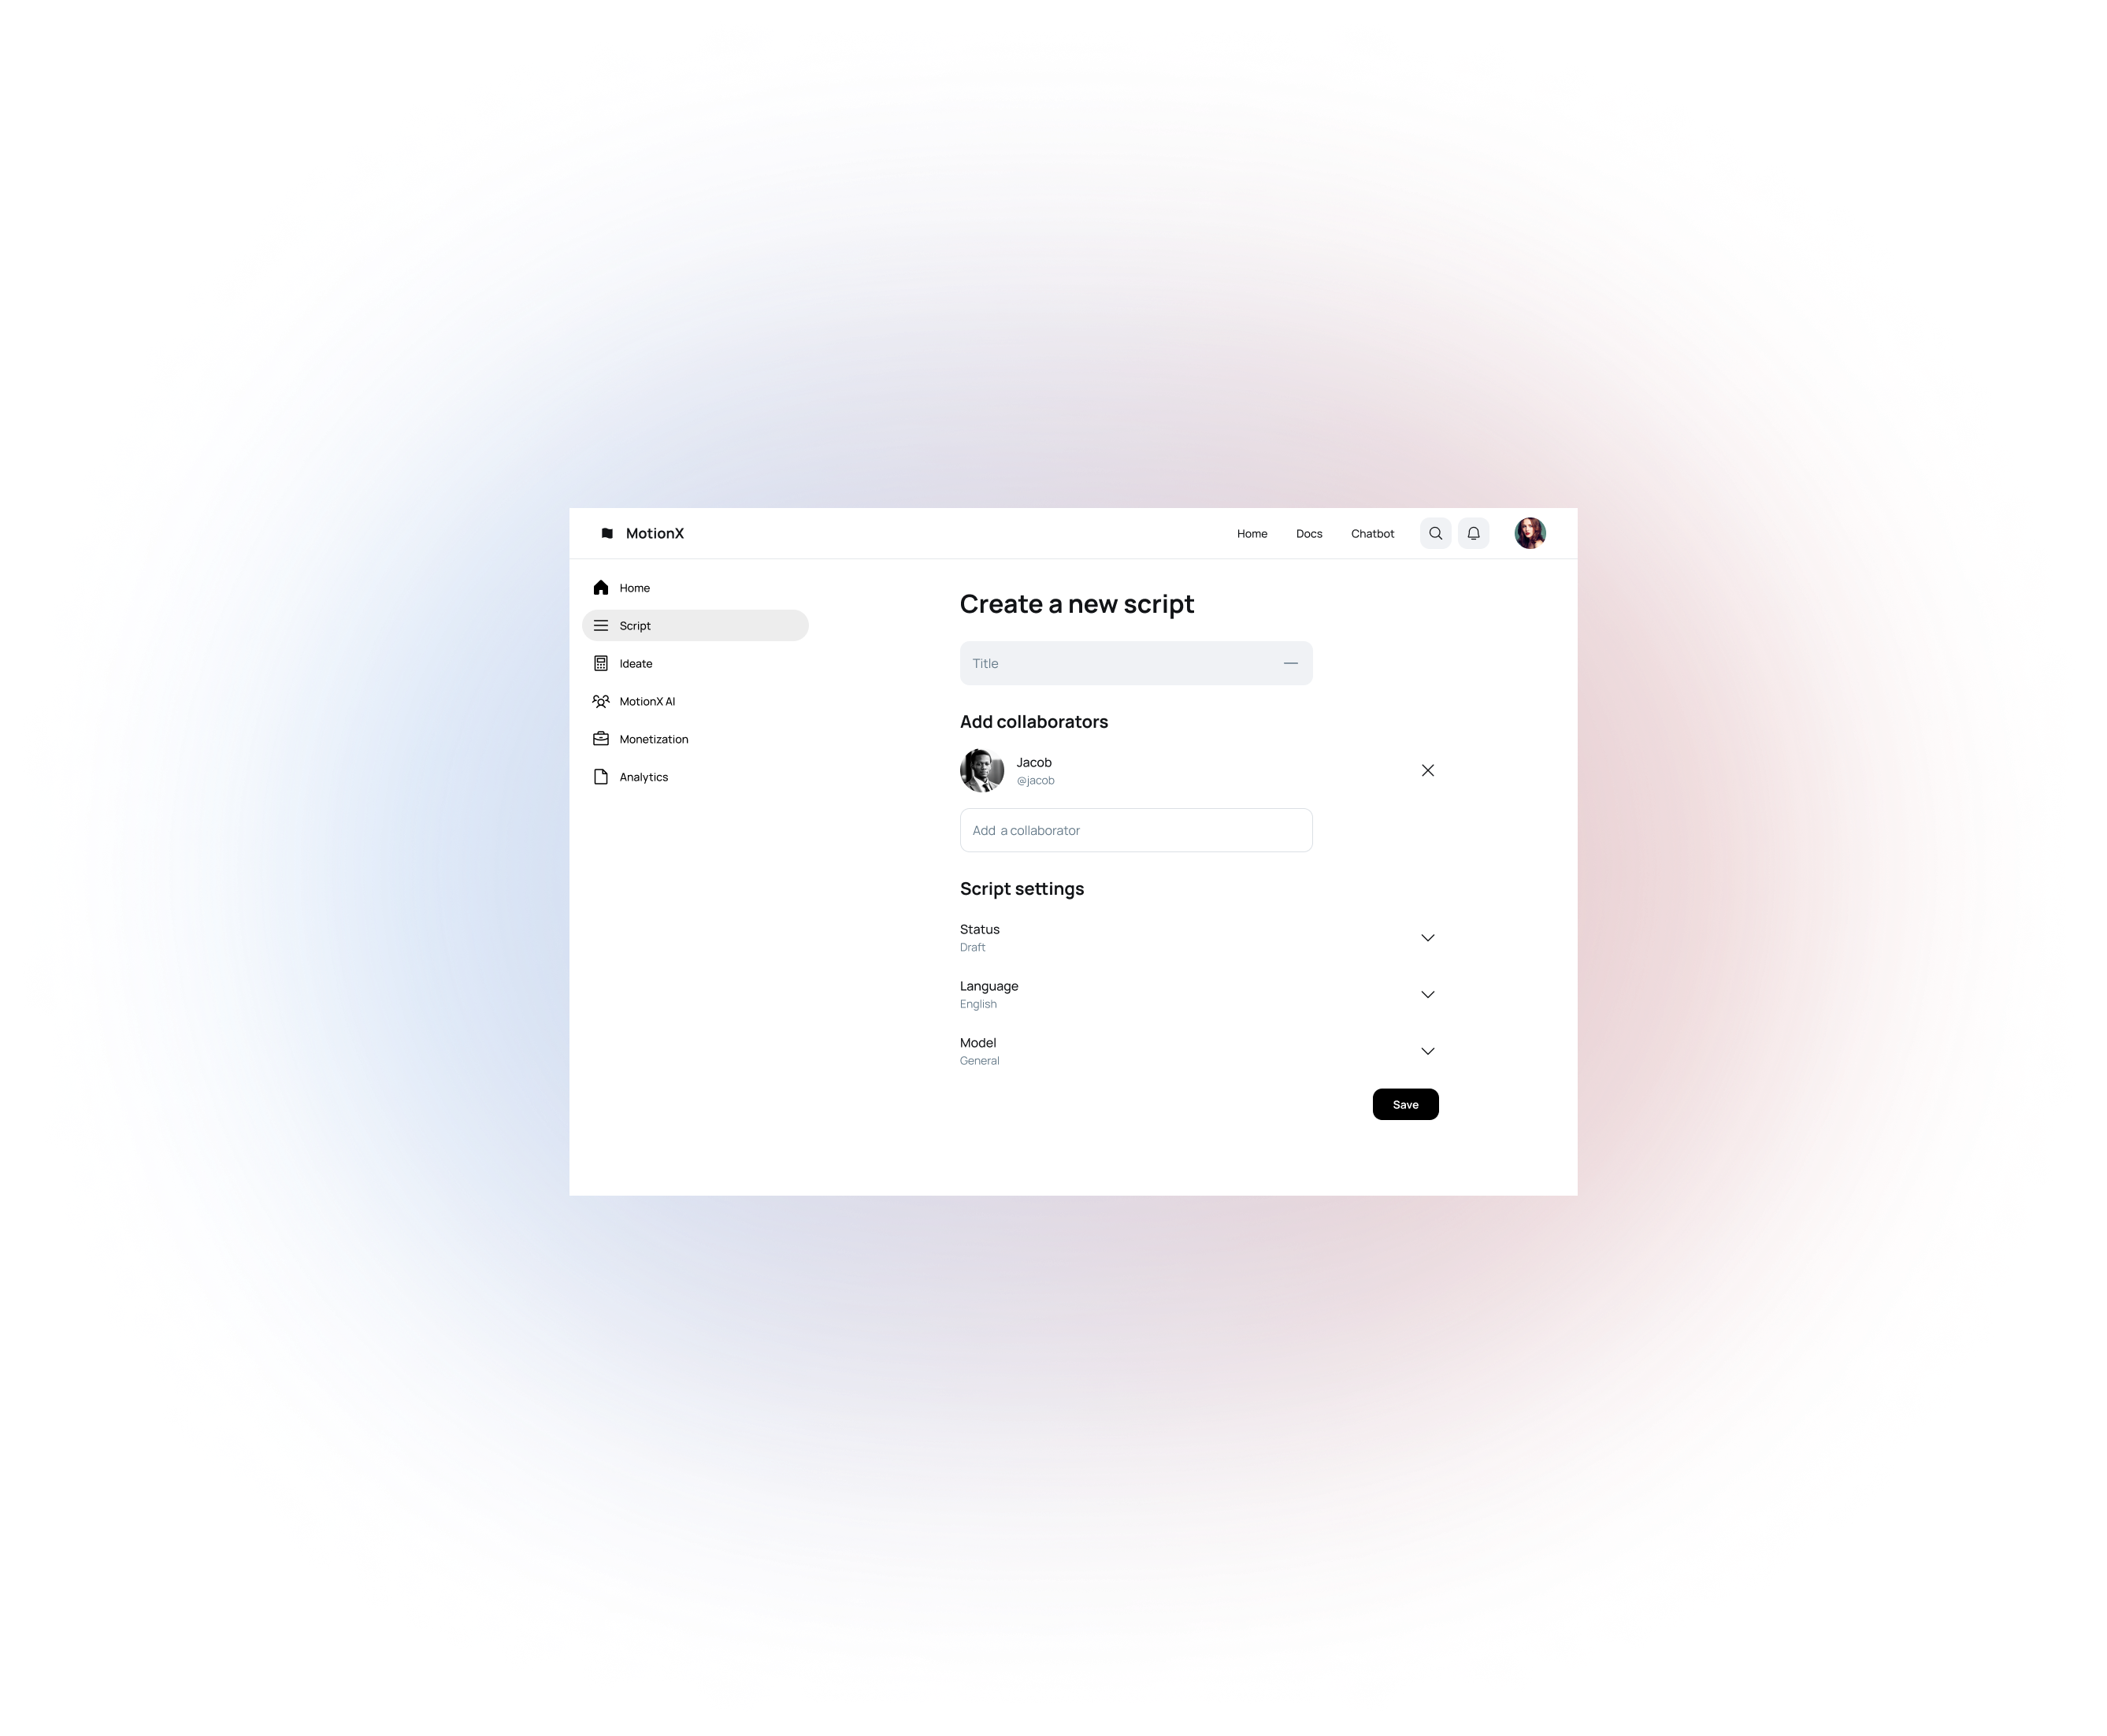 MotionX
Home
Docs
Chatbot
Home
Script
Ideate
MotionX AI
Monetization
Analytics
Create a new script
Title
Add collaborators
Jacob
@jacob
Add a collaborator
Script settings
Status
Draft
Language
English
Model
General
Save